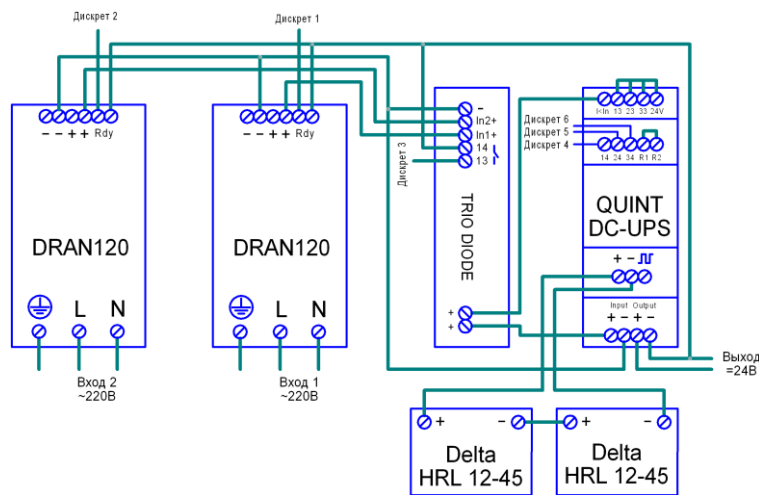 Дискрет 2
Дискрет 1
− − + + Rdy
− − + + Rdy
DRAN120
DRAN120
L N
L N
Вход 2
~220В
Вход 1
~220В
−
In2+
In1+
14
13
Дискрет 3
TRIO DIODE
+
+
I<In 13 23 33 24V
Дискрет 6
Дискрет 5
Дискрет 4
14 24 34 R1 R2
QUINT
DC-UPS
+ −
Input Output
+ − + −
Выход
=24В
+ −
Delta
HRL 12-45
+ −
Delta
HRL 12-45